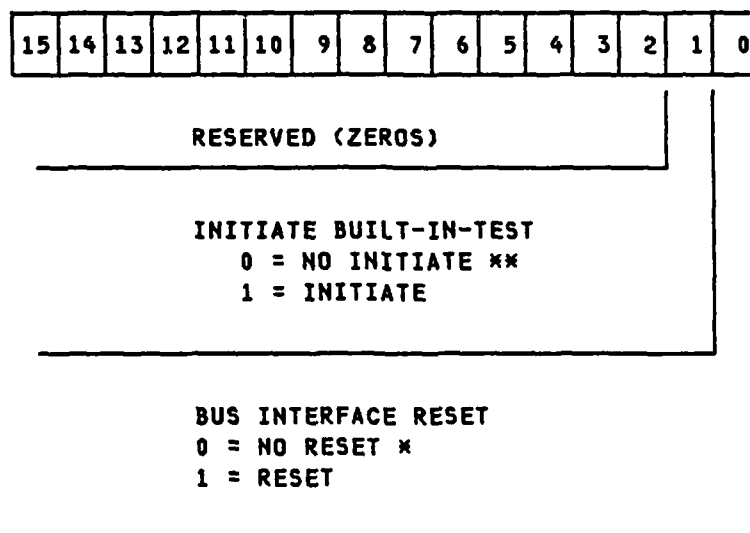 15 14 13 12 11 10 9 8 7 6 5 4 3 2 1 0
RESERVED (ZEROS)
INITIATE BUILT-IN-TEST
0 = NO INITIATE **
1 = INITIATE
BUS INTERFACE RESET
0 = NO RESET *
1 = RESET